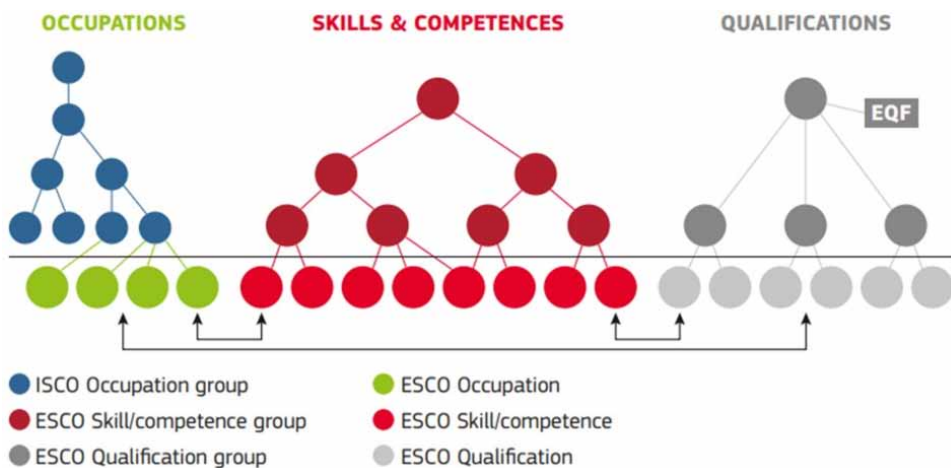 OCCUPATIONS
SKILLS & COMPETENCES
QUALIFICATIONS
EQF
ISCO Occupation group
ESCO Occupation
ESCO Skill/competence group
ESCO Skill/competence
ESCO Qualification group
ESCO Qualification